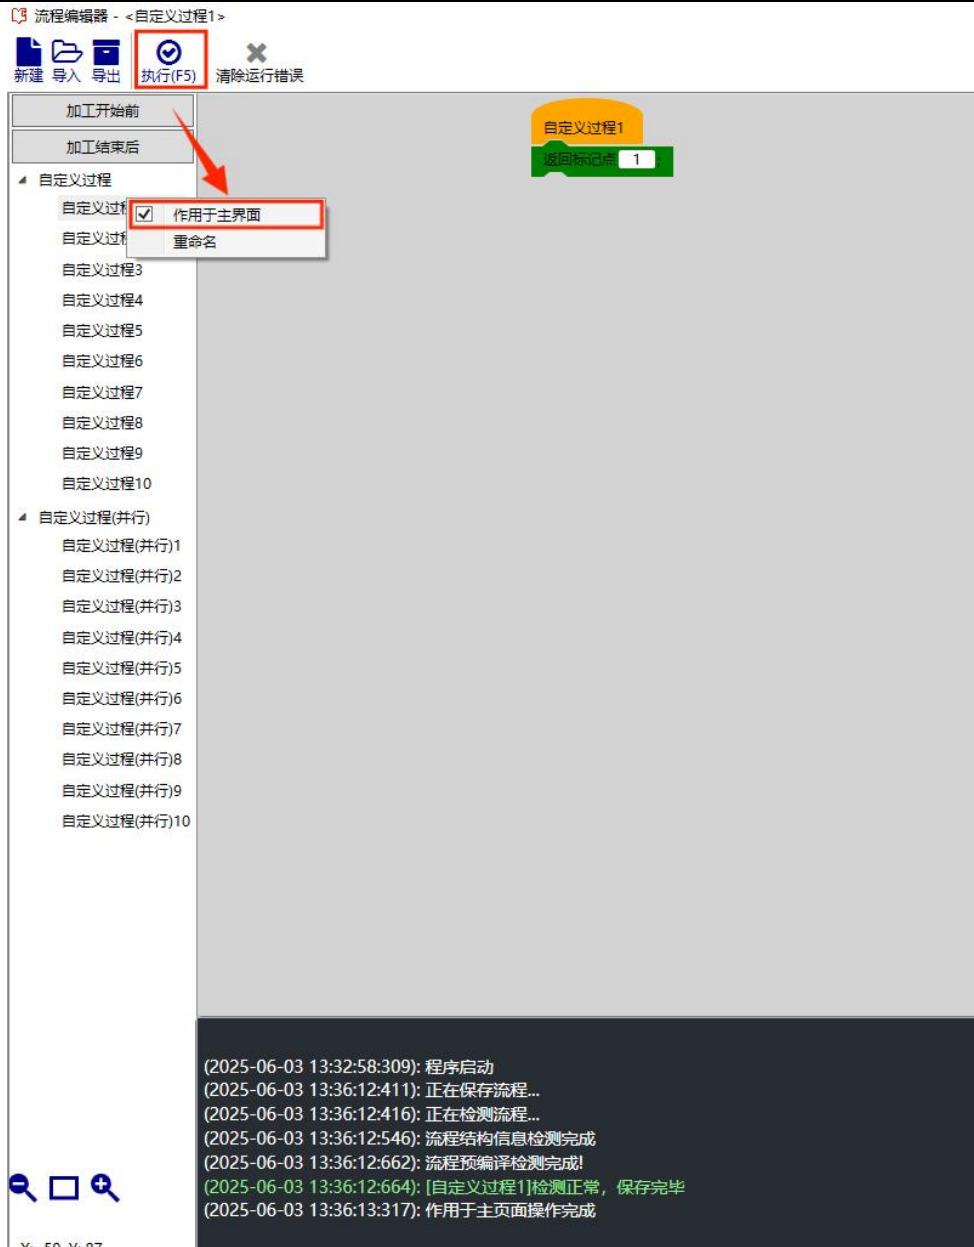 流程编辑器 - <自定义过程1>
新建 导入 导出 执行(F5) 清除运行错误
加工开始前
加工结束后
自定义过程
自定义过
作用于主界面
自定义过
重命名
自定义过程3
自定义过程4
自定义过程5
自定义过程6
自定义过程7
自定义过程8
自定义过程9
自定义过程10
自定义过程(并行)
自定义过程(并行)1
自定义过程(并行)2
自定义过程(并行)3
自定义过程(并行)4
自定义过程(并行)5
自定义过程(并行)6
自定义过程(并行)7
自定义过程(并行)8
自定义过程(并行)9
自定义过程(并行)10
自定义过程1
返回标记点 1 ;
(2025-06-03 13:32:58:309): 程序启动
(2025-06-03 13:36:12:411): 正在保存流程...
(2025-06-03 13:36:12:416): 正在检测流程...
(2025-06-03 13:36:12:546): 流程结构信息检测完成
(2025-06-03 13:36:12:662): 流程预编译检测完成!
(2025-06-03 13:36:12:664): [自定义过程1]检测正常，保存完毕
(2025-06-03 13:36:13:317): 作用于主页面操作完成